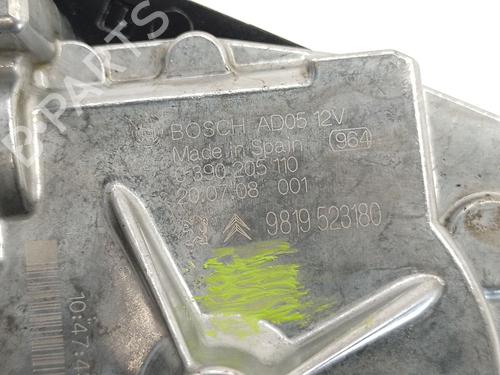 B PARTS
BOSCH AD05 12V
Made in Spain 964
390 205 110
20.07.08 001
9819 523180
10:47:4